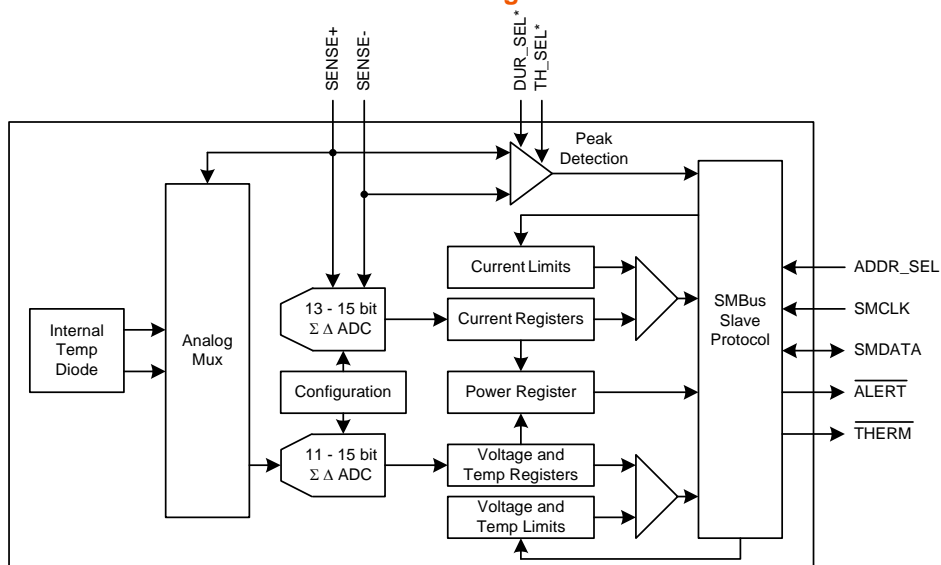 SENSE+
SENSE-
DUR_SEL*
TH_SEL*
Peak
Detection
Current Limits
ADDR_SEL
13 - 15 bit
Σ Δ ADC
Current Registers
SMBus
Slave
Protocol
SMCLK
Internal
Temp
Diode
Analog
Mux
SMDATA
Configuration
Power Register
ALERT
THERM
11 - 15 bit
Σ Δ ADC
Voltage and
Temp Registers
Voltage and
Temp Limits